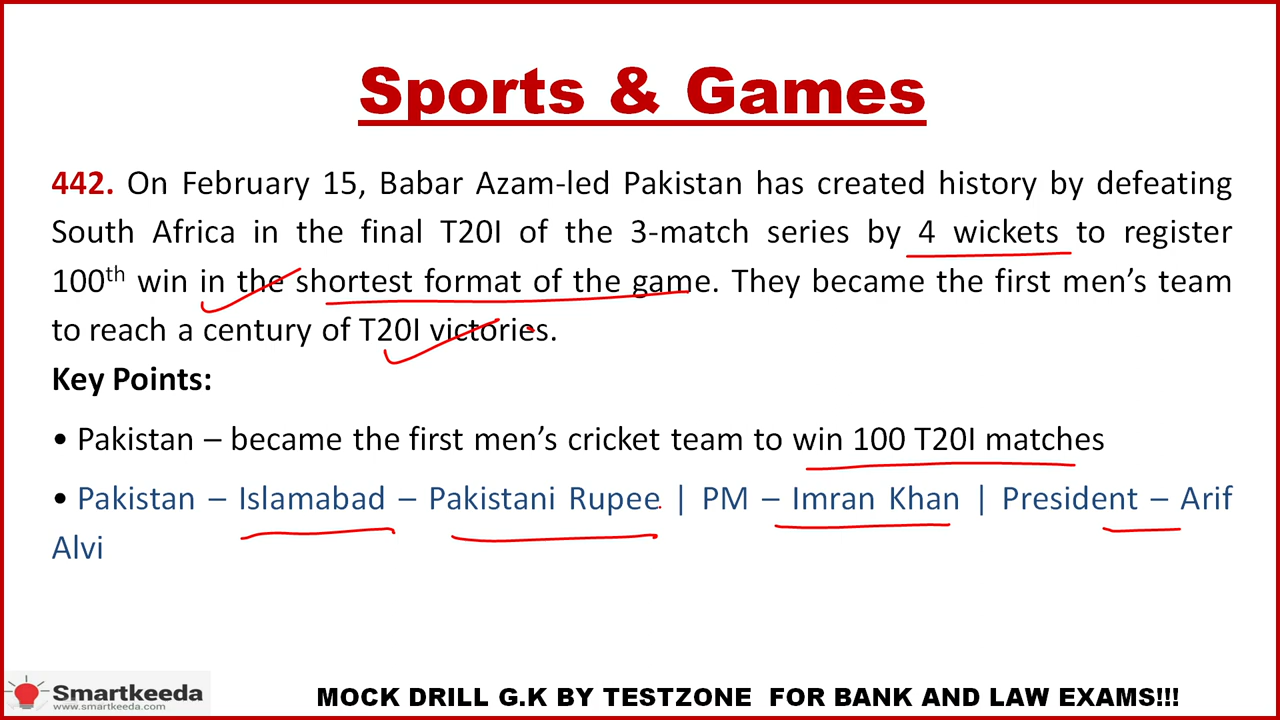 Sports & Games
442. On February 15, Babar Azam-led Pakistan has created history by defeating
South Africa in the final T20I of the 3-match series by 4 wickets to register
100th win in the shortest format of the game. They became the first men’s team
to reach a century of T20I victories.
Key Points:
• Pakistan – became the first men’s cricket team to win 100 T20I matches
• Pakistan – Islamabad – Pakistani Rupee | PM – Imran Khan | President – Arif
Alvi
Smartkeeda
www.smartkeeda.com
MOCK DRILL G.K BY TESTZONE FOR BANK AND LAW EXAMS!!!